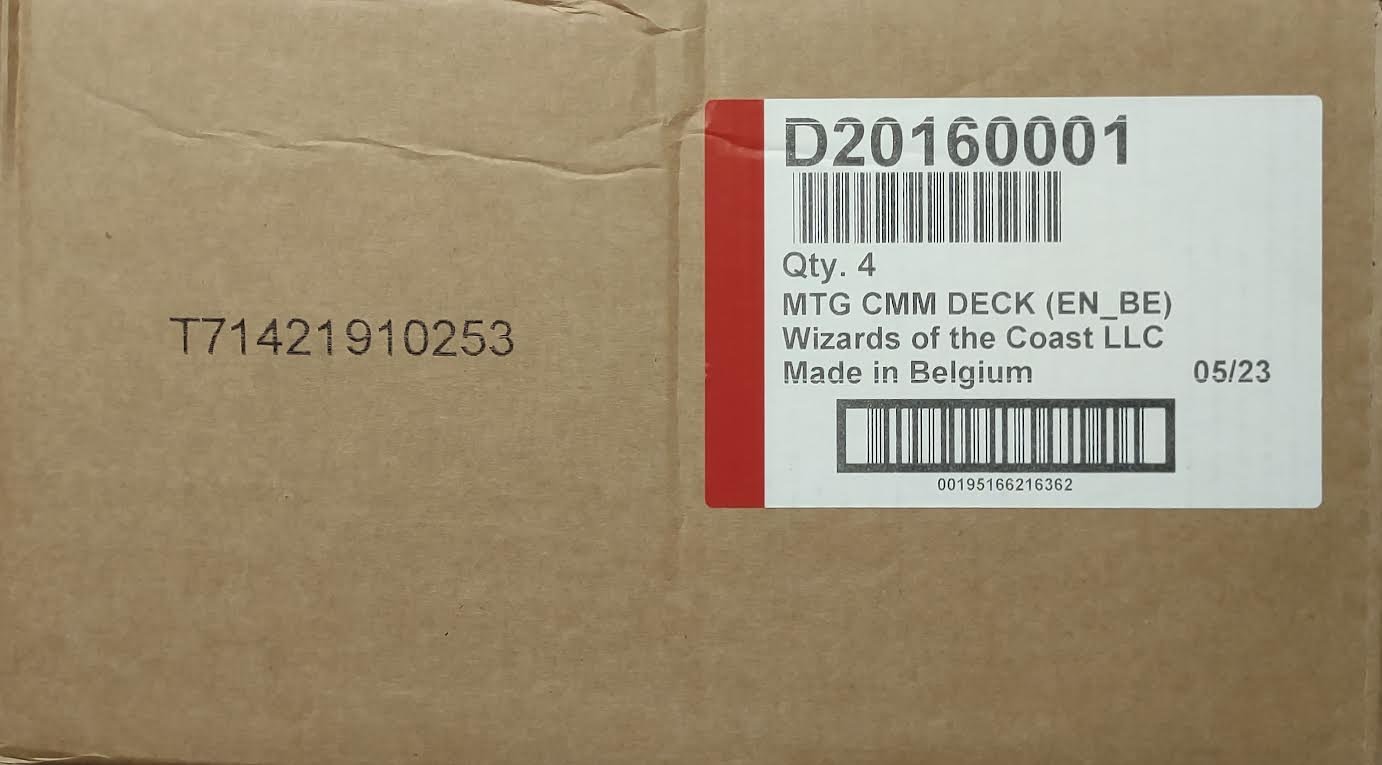 T71421910253
D20160001
Qty. 4
MTG CMM DECK (EN_BE)
Wizards of the Coast LLC
Made in Belgium 05/23
00195166216362